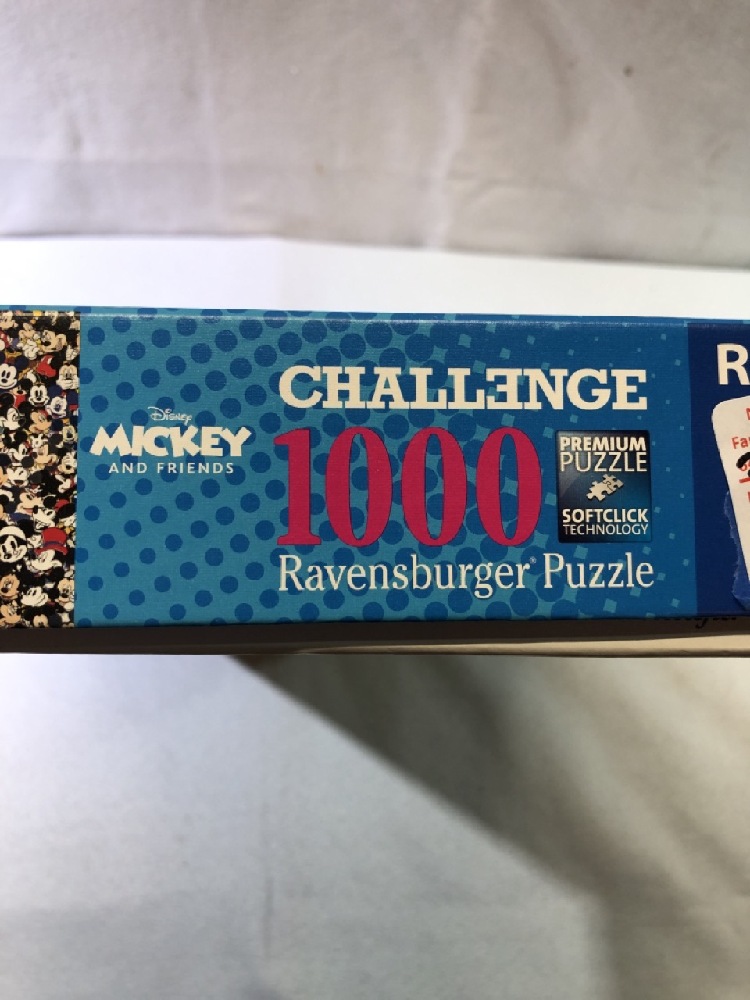 Disney
MICKEY
AND FRIENDS
CHALLENGE
1000
Ravensburger® Puzzle
PREMIUM
PUZZLE
SOFTCLICK
TECHNOLOGY
R